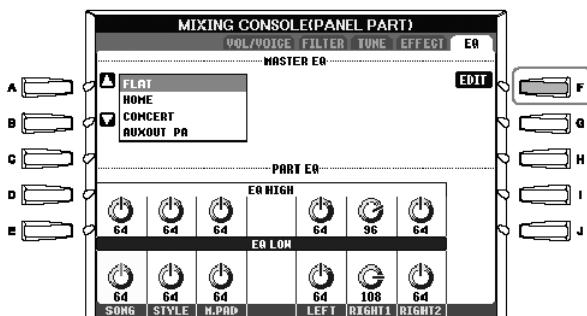 MIXING CONSOLE(PANEL PART)
VOL/VOICE FILTER TUNE EFFECT EQ
MASTER EQ
A FLAT EDIT F
HOME
B CONCERT G
AUXOUT PA
C H
PART EQ
D EQ HIGH I
E 64 64 64 64 96 64 J
EQ LOW
64 64 64 64 108 64
SONG STYLE M.PAD LEFT RIGHT1 RIGHT2